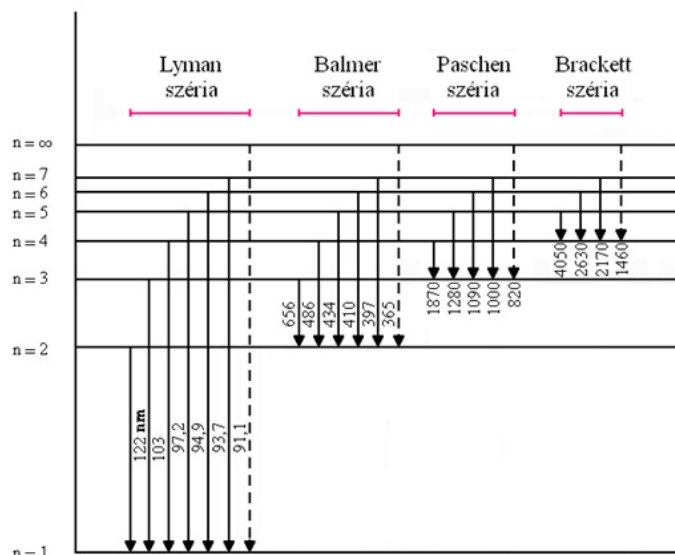 Lyman
széria
Balmer
széria
Paschen
széria
Brackett
széria
n = ∞
n = 7
n = 6
n = 5
n = 4
n = 3
n = 2
n = 1
122 nm
103
97,2
94,9
93,7
91,1
656
486
434
410
397
365
1870
1280
1090
1000
820
4050
2630
2170
1460